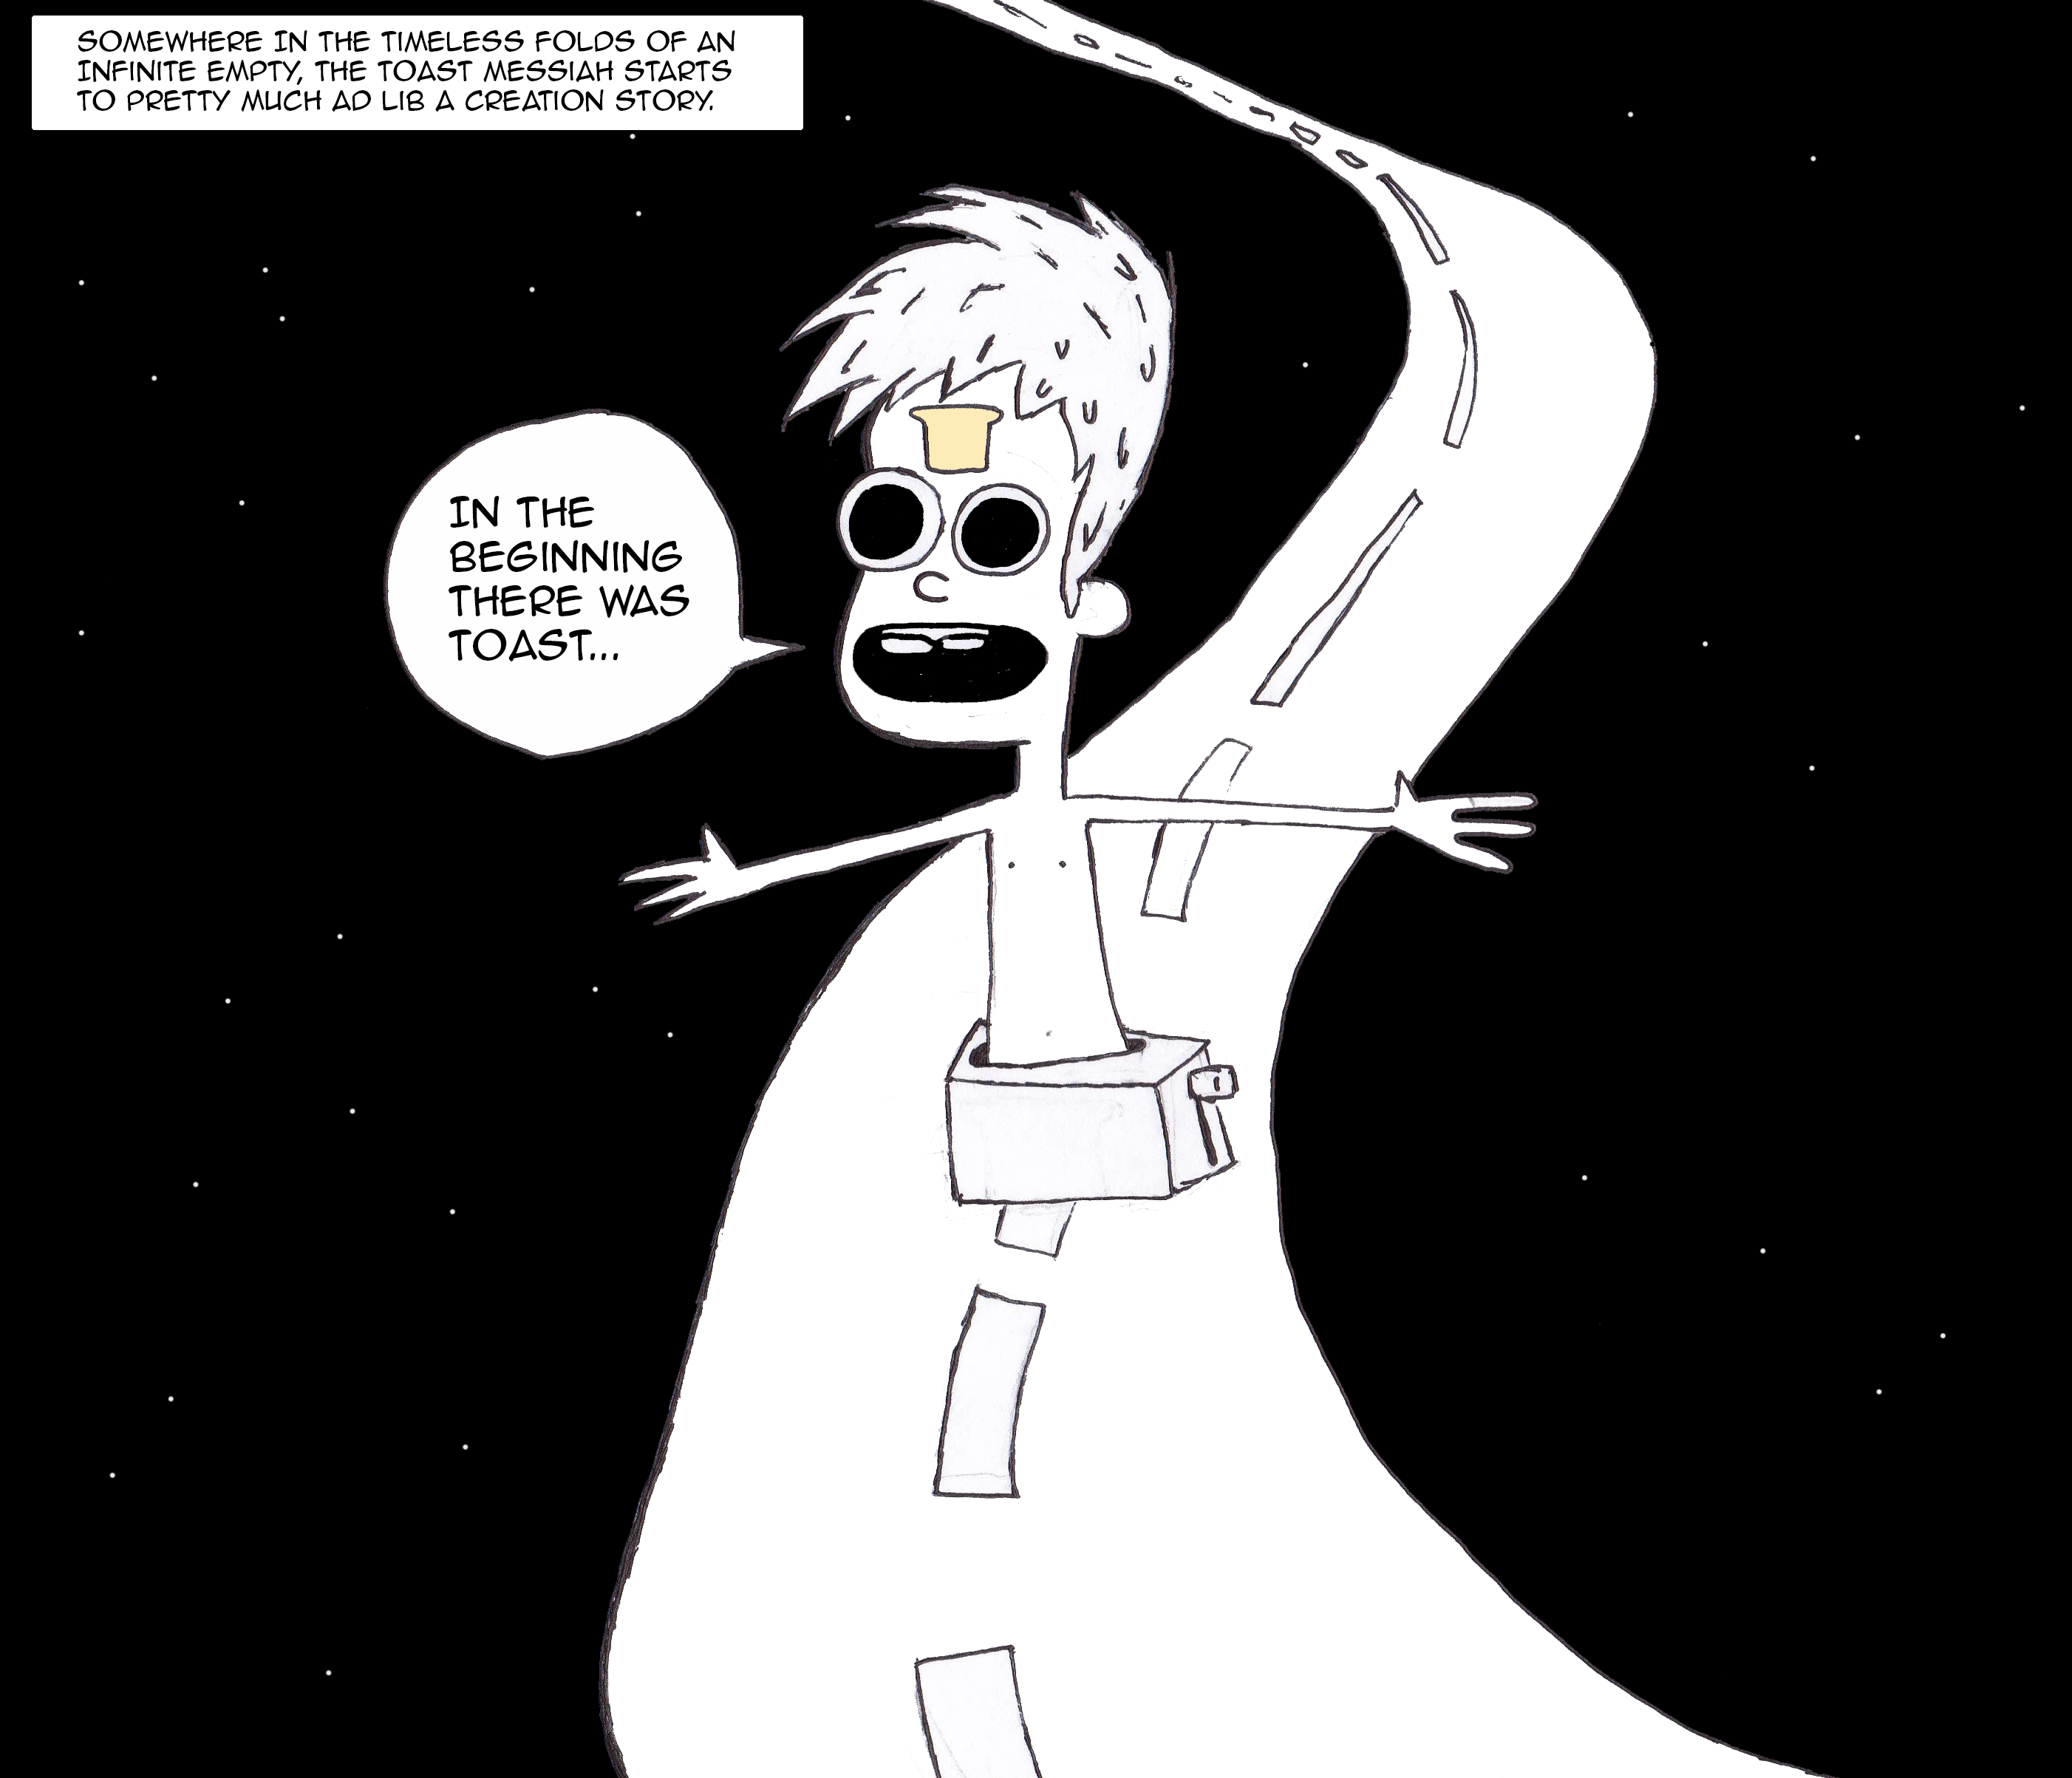 SOMEWHERE IN THE TIMELESS FOLDS OF AN
INFINITE EMPTY, THE TOAST MESSIAH STARTS
TO PRETTY MUCH AD LIB A CREATION STORY.
IN THE
BEGINNING
THERE WAS
TOAST...